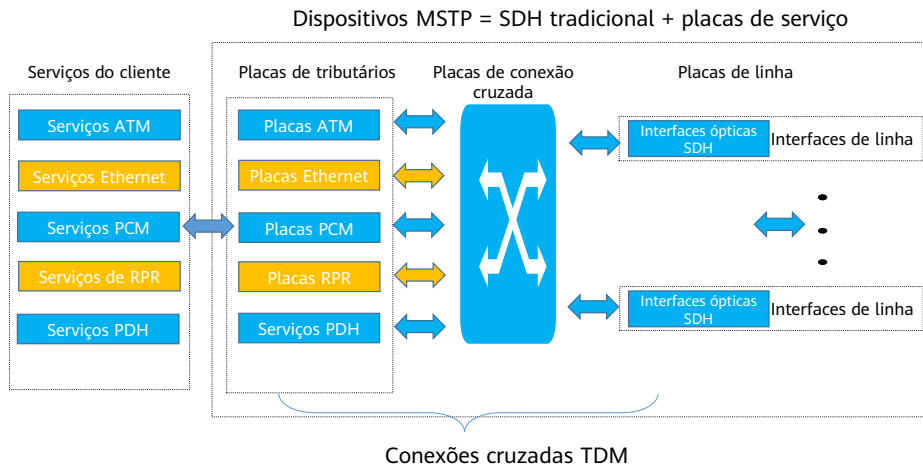 Dispositivos MSTP = SDH tradicional + placas de serviço
Serviços do cliente
Placas de tributários
Placas de conexão
cruzada
Placas de linha
Serviços ATM
Serviços Ethernet
Serviços PCM
Serviços de RPR
Serviços PDH
Placas ATM
Placas Ethernet
Placas PCM
Placas RPR
Serviços PDH
Interfaces ópticas
SDH
Interfaces de linha
Interfaces ópticas
SDH
Interfaces de linha
Conexões cruzadas TDM